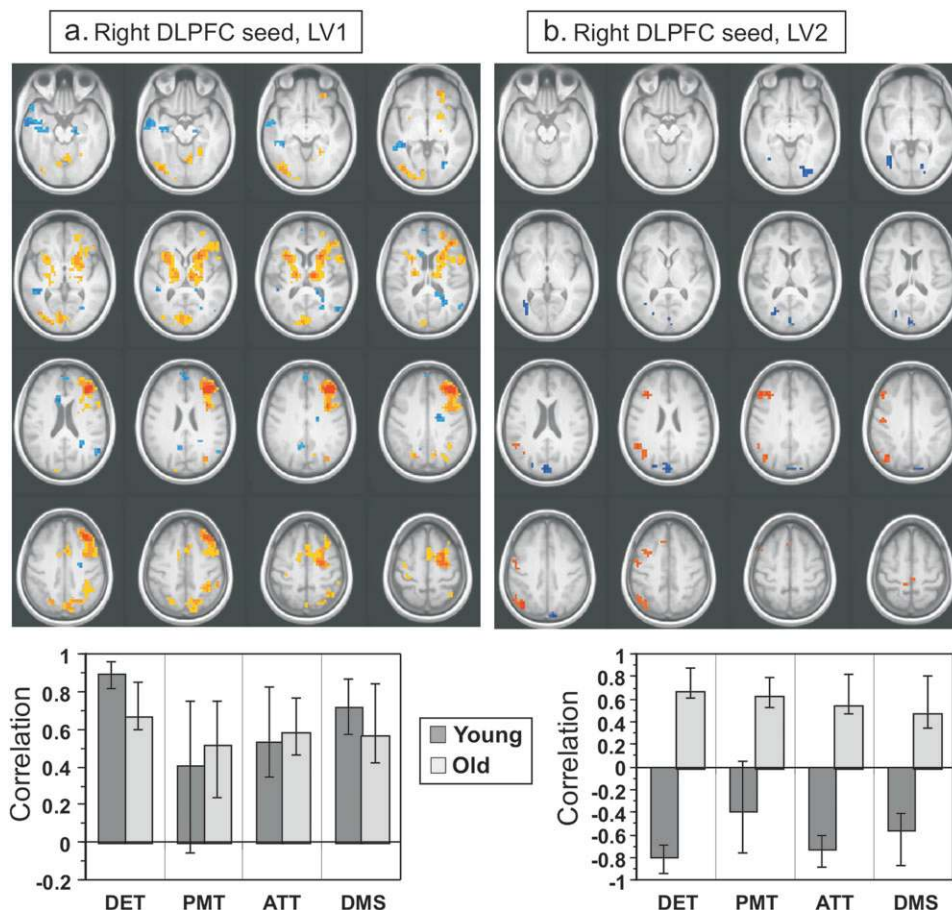 a. Right DLPFC seed, LV1
b. Right DLPFC seed, LV2
Correlation
1
0.8
0.6
0.4
0.2
0
-0.2
DET PMT ATT DMS
Young
Old
Correlation
1
0.8
0.6
0.4
0.2
0
-0.2
-0.4
-0.6
-0.8
-1
DET PMT ATT DMS